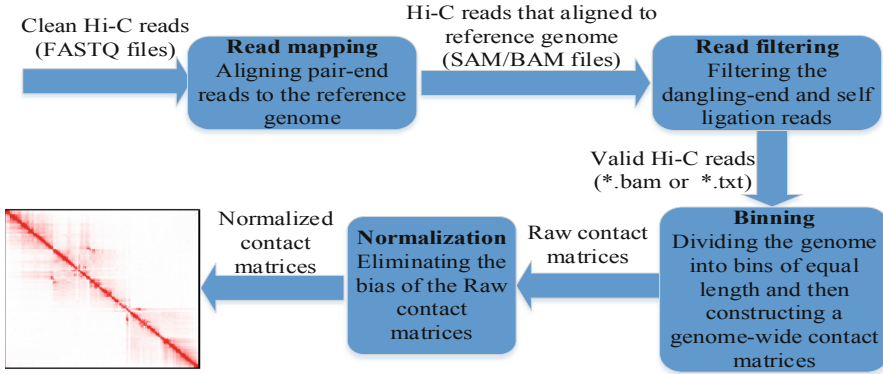 Clean Hi-C reads
(FASTQ files)
Read mapping
Aligning pair-end
reads to the reference
genome
Hi-C reads that aligned to
reference genome
(SAM/BAM files)
Read filtering
Filtering the
dangling-end and self
ligation reads
Valid Hi-C reads
(*.bam or *.txt)
Binning
Dividing the genome
into bins of equal
length and then
constructing a
genome-wide contact
matrices
Raw contact
matrices
Normalization
Eliminating the
bias of the Raw
contact
matrices
Normalized
contact
matrices